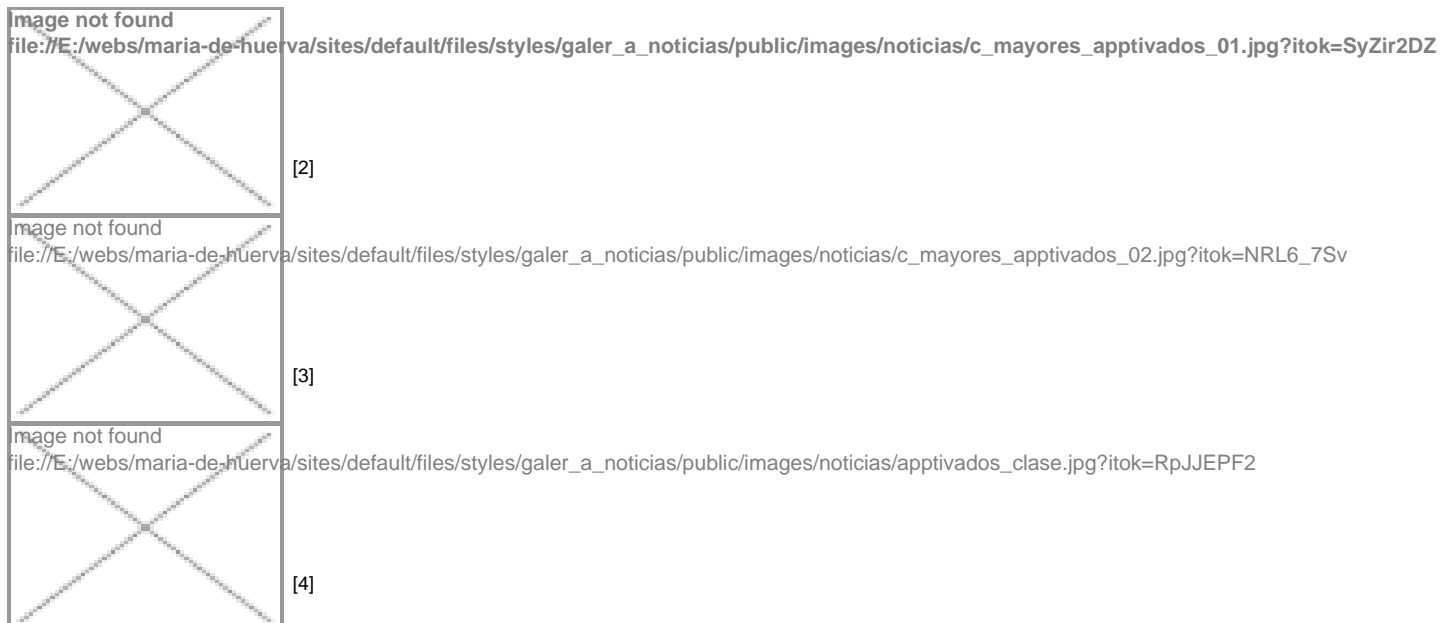 Image not found
file://E:/webs/maria-de-huerva/sites/default/files/styles/galer_a_noticias/public/images/noticias/c_mayores_apptivados_01.jpg?itok=SyZir2DZ
[2]
Image not found
file://E:/webs/maria-de-huerva/sites/default/files/styles/galer_a_noticias/public/images/noticias/c_mayores_apptivados_02.jpg?itok=NRL6_7Sv
[3]
Image not found
file://E:/webs/maria-de-huerva/sites/default/files/styles/galer_a_noticias/public/images/noticias/apptivados_clase.jpg?itok=RpJJEPF2
[4]